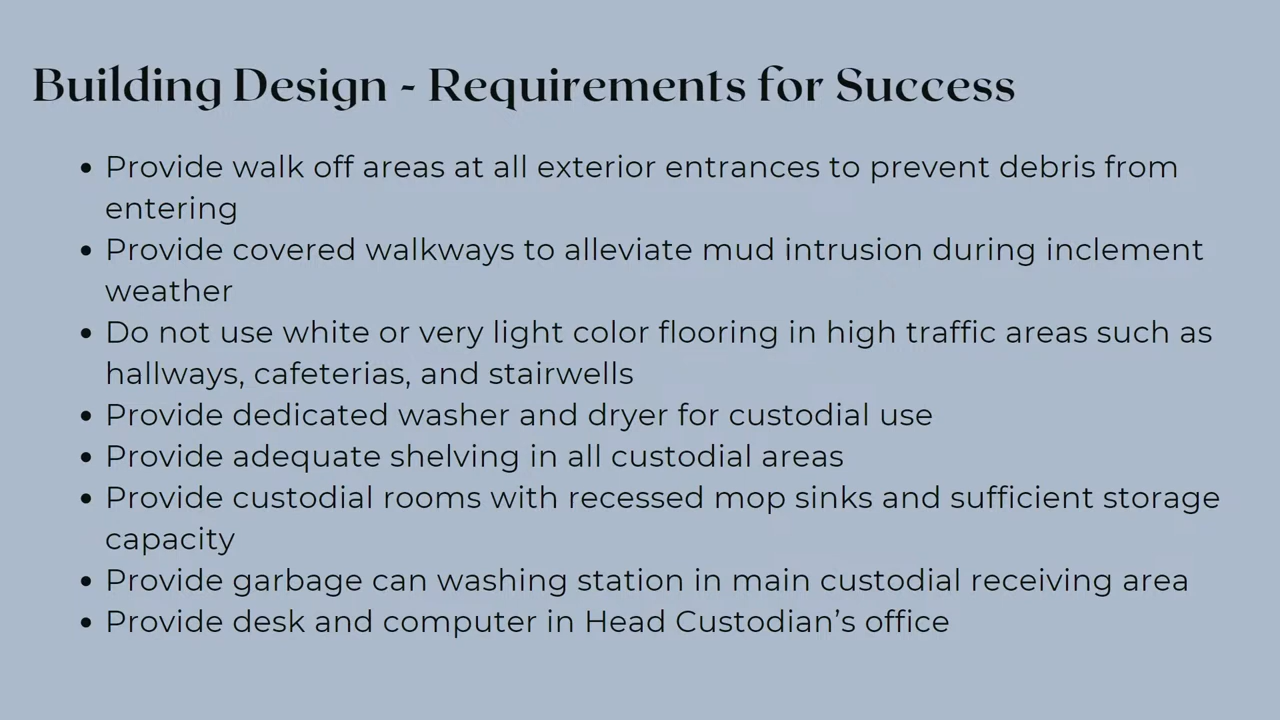 Building Design - Requirements for Success
• Provide walk off areas at all exterior entrances to prevent debris from
entering
• Provide covered walkways to alleviate mud intrusion during inclement
weather
• Do not use white or very light color flooring in high traffic areas such as
hallways, cafeterias, and stairwells
• Provide dedicated washer and dryer for custodial use
• Provide adequate shelving in all custodial areas
• Provide custodial rooms with recessed mop sinks and sufficient storage
capacity
• Provide garbage can washing station in main custodial receiving area
• Provide desk and computer in Head Custodian’s office